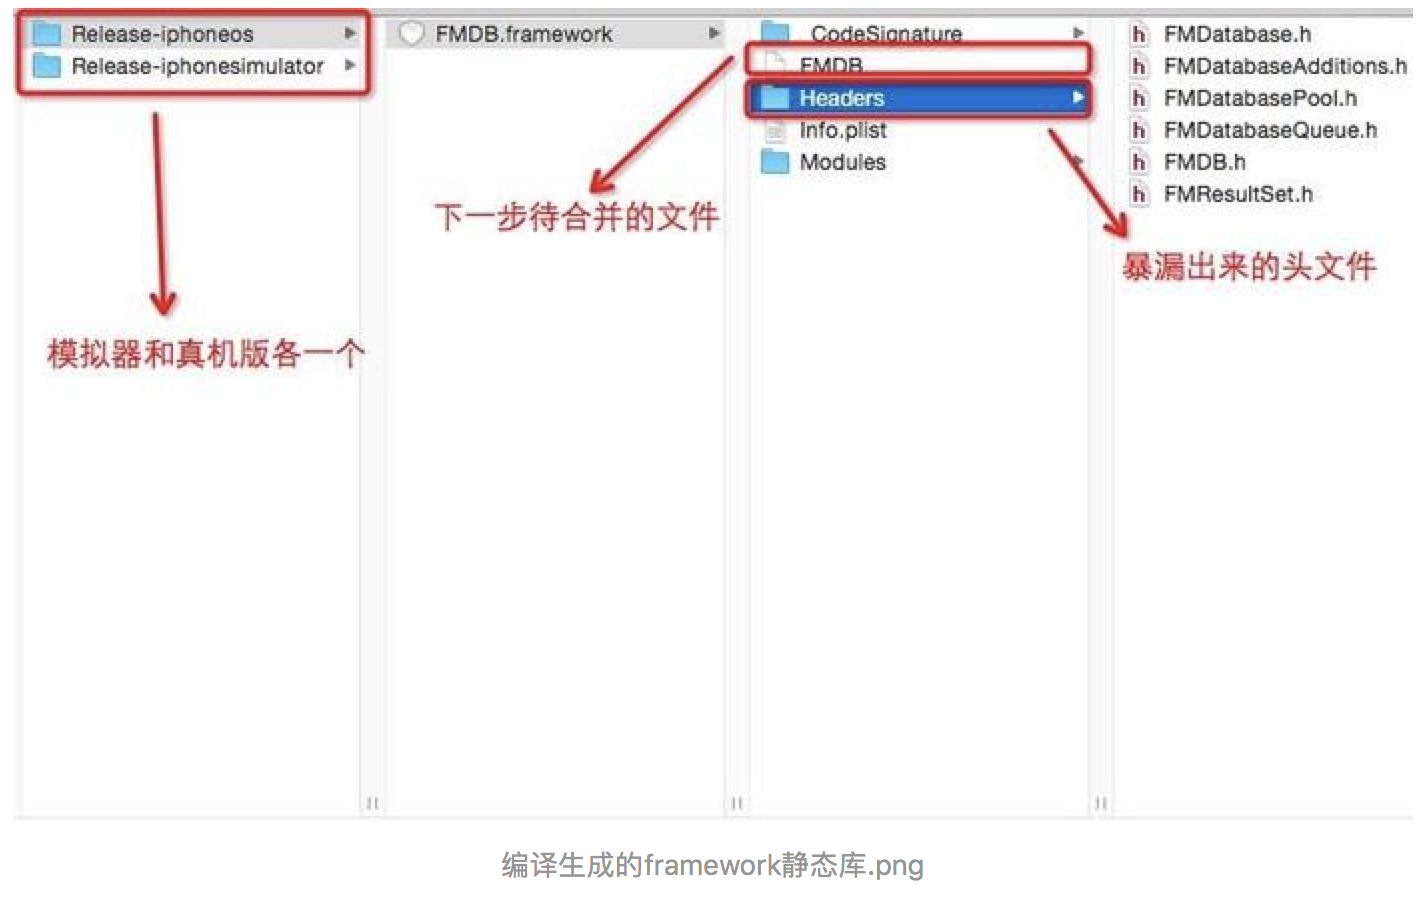 Release-iphoneos
Release-iphonesimulator
模拟器和真机版各一个
FMDB.framework
下一步待合并的文件
_CodeSignature
FMDB
Headers
Info.plist
Modules
FMDatabase.h
FMDatabaseAdditions.h
FMDatabasePool.h
FMDatabaseQueue.h
FMDB.h
FMResultSet.h
暴漏出来的头文件
编译生成的framework静态库.png